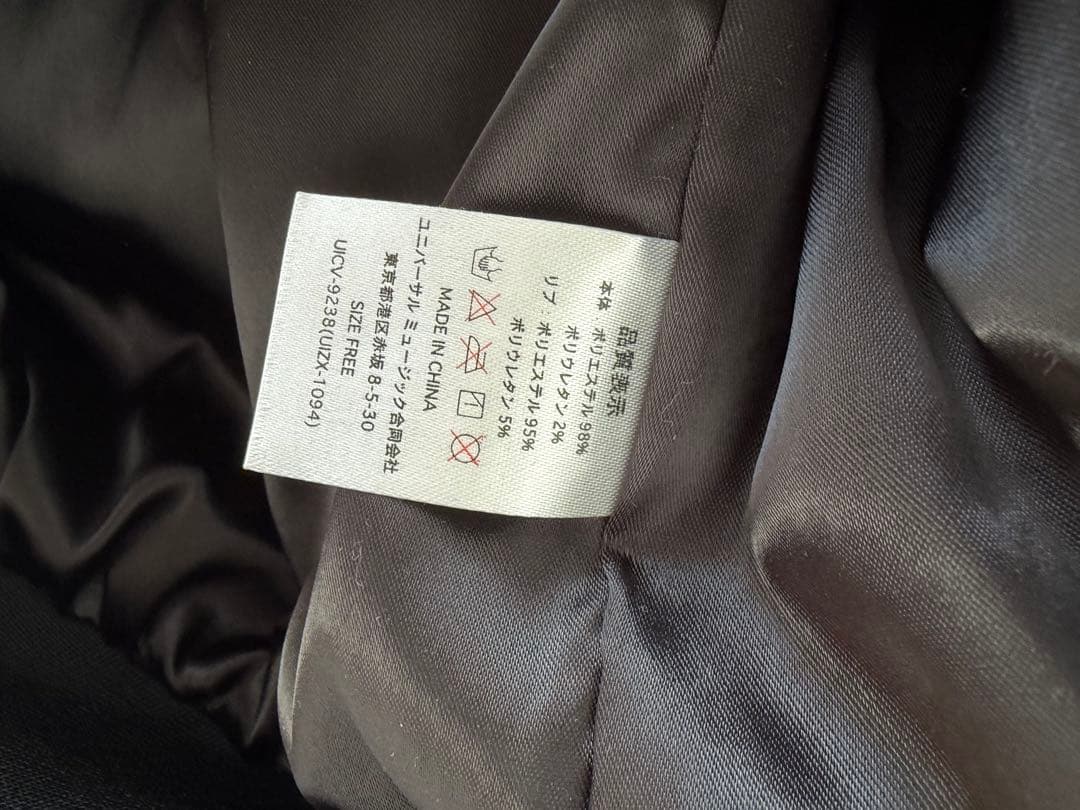 品質表示
本体 ポリエステル 98%
ポリウレタン 2%
リブ : ポリエステル 95%
ポリウレタン 5%
MADE IN CHINA
ユニバーサル ミュージック合同会社
東京都港区赤坂 8-5-30
SIZE FREE
UICV-9238(UIZX-1094)